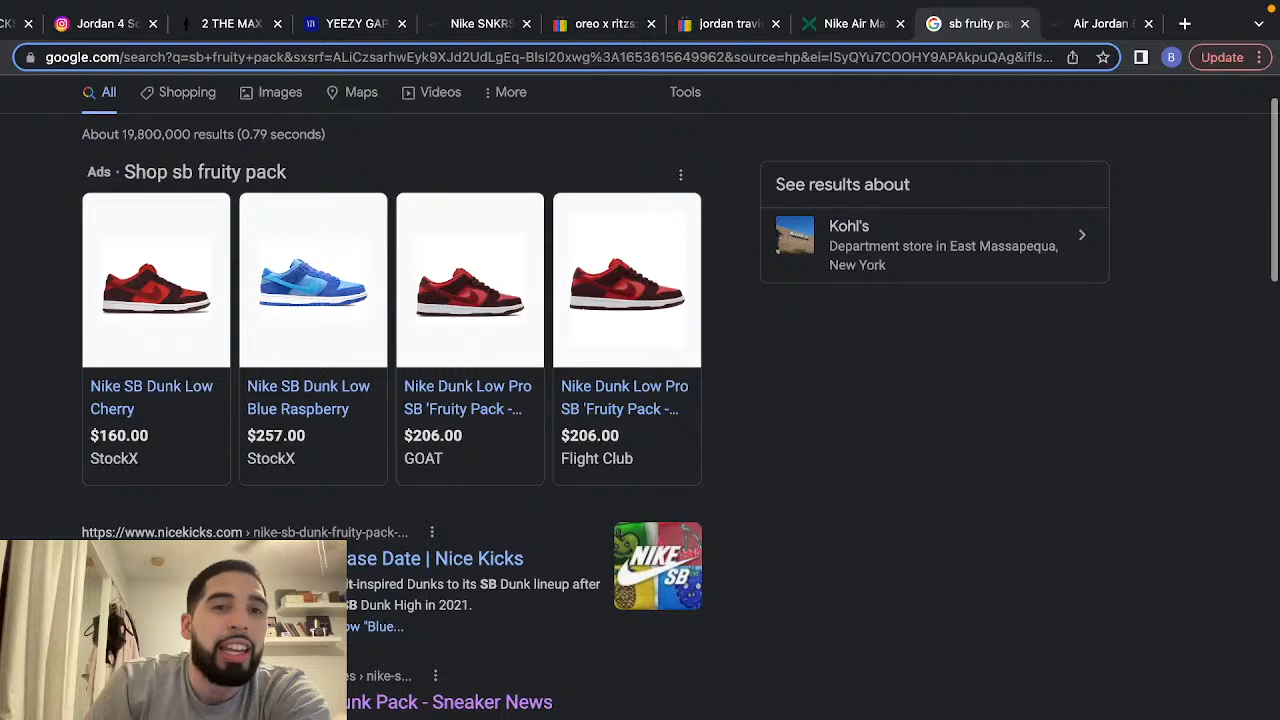 Jordan 4 Sc
2 THE MAX
YEEZY GAP
Nike SNKRS
oreo x ritzs
jordan travis
Nike Air Ma
sb fruity pa
Air Jordan
google.com/search?q=sb+fruity+pack&sxsrf=ALiCzsarhwEyk9XJd2UdLgEq-BIsl20xwg%3A1653615649962&source=hp&ei=ISyQYu7COOHY9APAkpuQAg&ifls...
B
Update
All
Shopping
Images
Maps
Videos
More
Tools
About 19,800,000 results (0.79 seconds)
Ads · Shop sb fruity pack
See results about
Kohl's
Department store in East Massapequa,
New York
Nike SB Dunk Low
Cherry
$160.00
StockX
Nike SB Dunk Low
Blue Raspberry
$257.00
StockX
Nike Dunk Low Pro
SB 'Fruity Pack -...
$206.00
GOAT
Nike Dunk Low Pro
SB 'Fruity Pack -...
$206.00
Flight Club
https://www.nicekicks.com › nike-sb-dunk-fruity-pack-...
ase Date | Nice Kicks
it-inspired Dunks to its SB Dunk lineup after
SB Dunk High in 2021.
ow "Blue...
NIKE
SB
es › nike-s...
unk Pack - Sneaker News